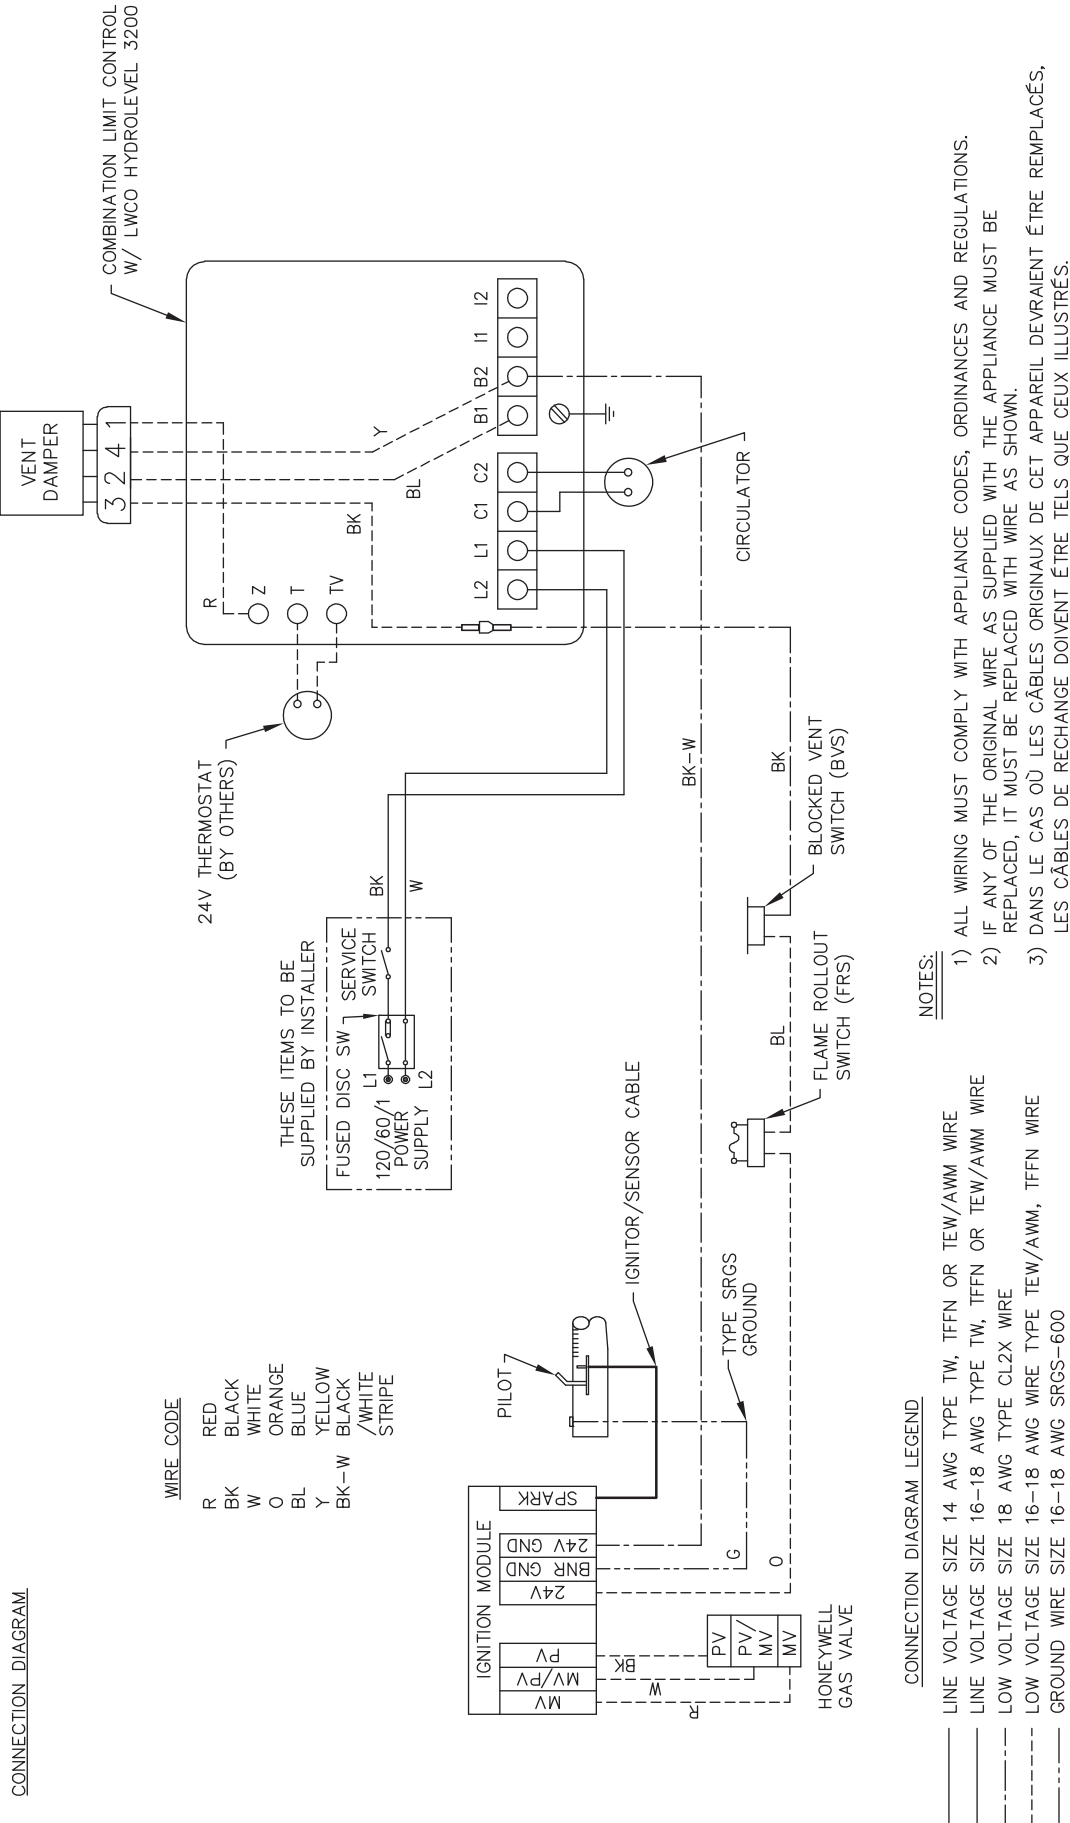 CONNECTION DIAGRAM
WIRE CODE
R RED
BK BLACK
W WHITE
O ORANGE
BL BLUE
Y YELLOW
BK-W BLACK
/WHITE
STRIPE
THESE ITEMS TO BE
SUPPLIED BY INSTALLER
FUSED DISC SW
SERVICE
SWITCH
120/60/1
POWER
SUPPLY
L1
L2
BK
W
24V THERMOSTAT
(BY OTHERS)
VENT
DAMPER
3 2 4 1
COMBINATION LIMIT CONTROL
W/ LWCO HYDROLEVEL 3200
R
Z
T
TV
BK
BL
Y
L2 L1 C1 C2 B1 B2 I1 I2
CIRCULATOR
IGNITION MODULE
MV
MV/PV
PV
24V
BNR GND
24V GND
SPARK
PILOT
IGNITOR/SENSOR CABLE
TYPE SRGS
GROUND
BK-W
G
O
BL
BK
R
W
BK
PV
PV/
MV
MV
HONEYWELL
GAS VALVE
FLAME ROLLOUT
SWITCH (FRS)
BLOCKED VENT
SWITCH (BVS)
CONNECTION DIAGRAM LEGEND
LINE VOLTAGE SIZE 14 AWG TYPE TW, TFFN OR TEW/AWM WIRE
LINE VOLTAGE SIZE 16-18 AWG TYPE TW, TFFN OR TEW/AWM WIRE
LOW VOLTAGE SIZE 18 AWG TYPE CL2X WIRE
LOW VOLTAGE SIZE 16-18 AWG WIRE TYPE TEW/AWM, TFFN WIRE
GROUND WIRE SIZE 16-18 AWG SRGS-600
NOTES:
1) ALL WIRING MUST COMPLY WITH APPLIANCE CODES, ORDINANCES AND REGULATIONS.
2) IF ANY OF THE ORIGINAL WIRE AS SUPPLIED WITH THE APPLIANCE MUST BE
REPLACED, IT MUST BE REPLACED WITH WIRE AS SHOWN.
3) DANS LE CAS OÙ LES CÂBLES ORIGINAUX DE CET APPAREIL DEVRAIENT ÉTRE REMPLACÉS,
LES CÂBLES DE RECHANGE DOIVENT ÉTRE TELS QUE CEUX ILLUSTRÉS.